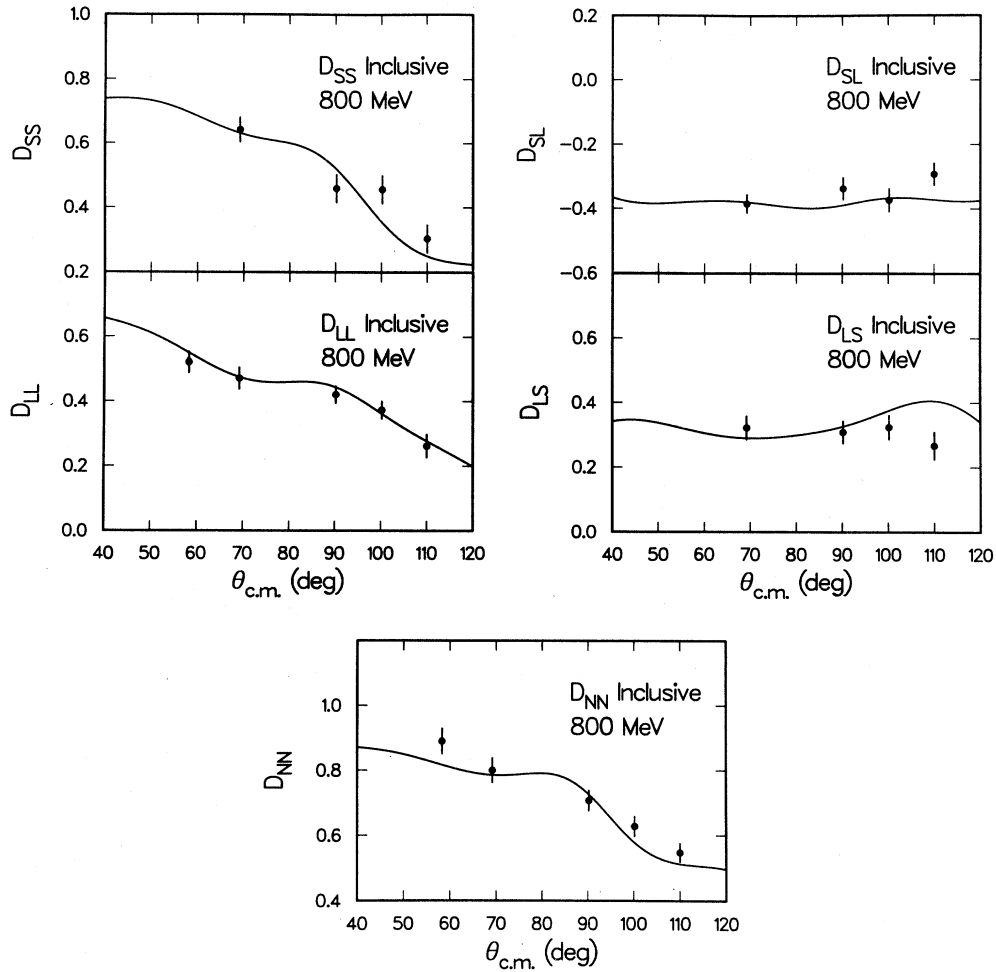 1.0
0.8
0.6
0.4
0.2
D_SS
D_SS Inclusive
800 MeV
0.6
0.4
0.2
0.0
D_LL
D_LL Inclusive
800 MeV
40 50 60 70 80 90 100 110 120
θ_c.m. (deg)
0.2
0.0
−0.2
−0.4
−0.6
D_SL
D_SL Inclusive
800 MeV
0.6
0.4
0.2
0.0
D_LS
D_LS Inclusive
800 MeV
40 50 60 70 80 90 100 110 120
θ_c.m. (deg)
1.0
0.8
0.6
0.4
D_NN
D_NN Inclusive
800 MeV
40 50 60 70 80 90 100 110 120
θ_c.m. (deg)